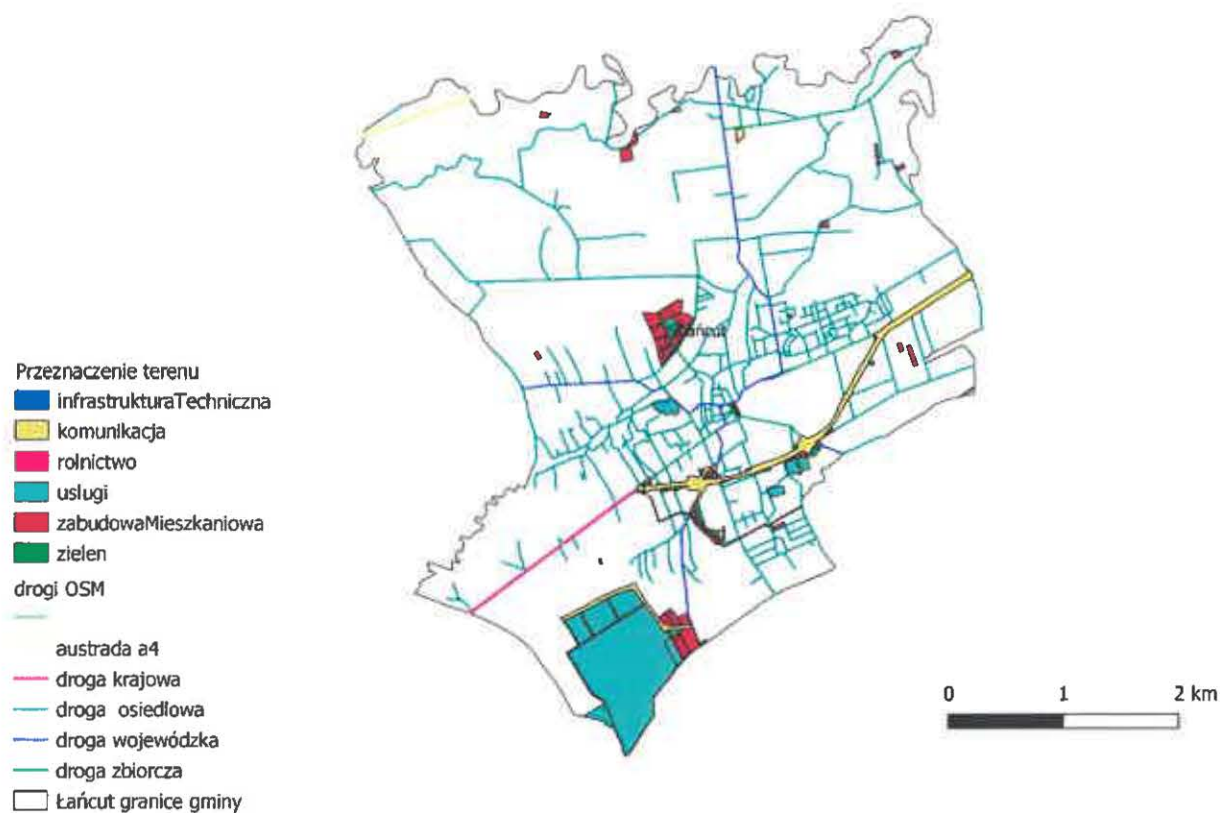 Łańcut
Przeznaczenie terenu
infrastrukturaTechniczna
komunikacja
rolnictwo
uslugi
zabudowaMieszkaniowa
zielen
drogi OSM
austrada a4
droga krajowa
droga osiedlowa
droga wojewódzka
droga zbiorcza
Łańcut granice gminy
0 1 2 km